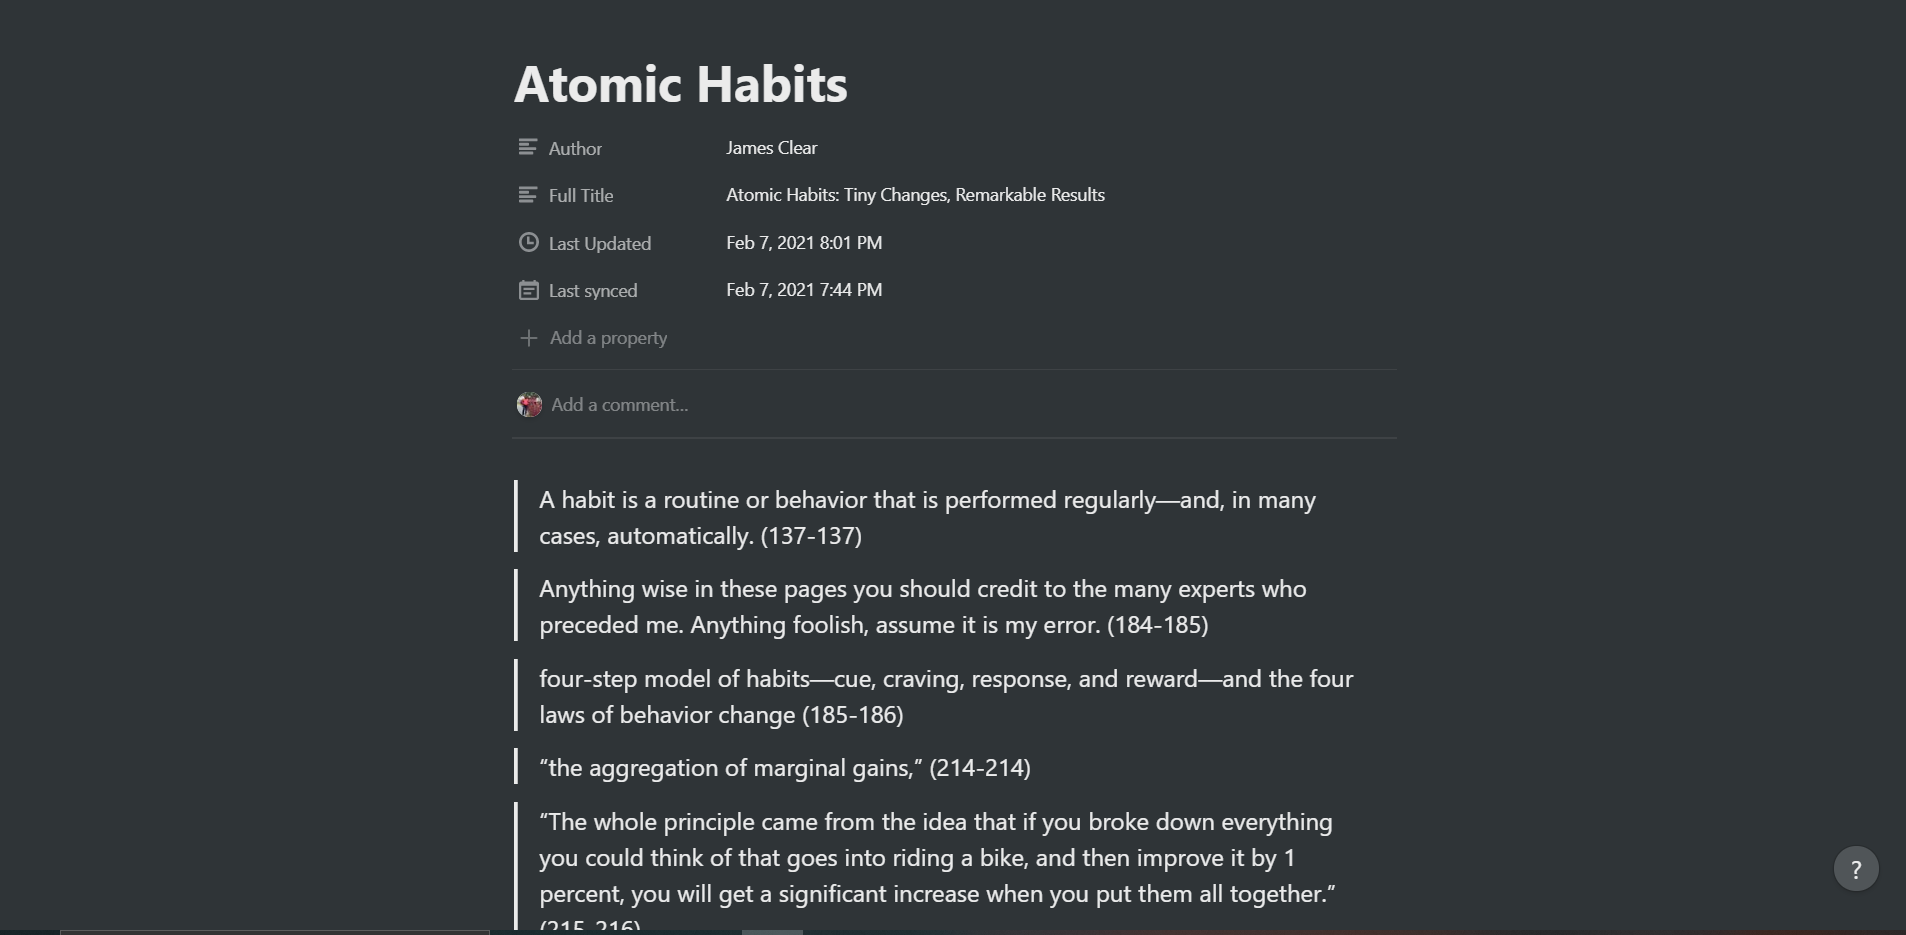 Atomic Habits
Author James Clear
Full Title Atomic Habits: Tiny Changes, Remarkable Results
Last Updated Feb 7, 2021 8:01 PM
Last synced Feb 7, 2021 7:44 PM
Add a property
Add a comment...
A habit is a routine or behavior that is performed regularly—and, in many
cases, automatically. (137-137)
Anything wise in these pages you should credit to the many experts who
preceded me. Anything foolish, assume it is my error. (184-185)
four-step model of habits—cue, craving, response, and reward—and the four
laws of behavior change (185-186)
“the aggregation of marginal gains,” (214-214)
“The whole principle came from the idea that if you broke down everything
you could think of that goes into riding a bike, and then improve it by 1
percent, you will get a significant increase when you put them all together.”
(215-216)
?